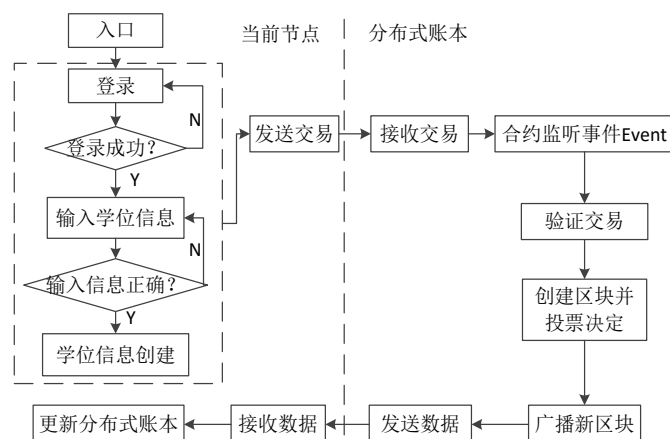 入口
当前节点
分布式账本
登录
N
登录成功?
发送交易
接收交易
合约监听事件Event
Y
输入学位信息
验证交易
N
输入信息正确?
创建区块并
投票决定
Y
学位信息创建
更新分布式账本
接收数据
发送数据
广播新区块